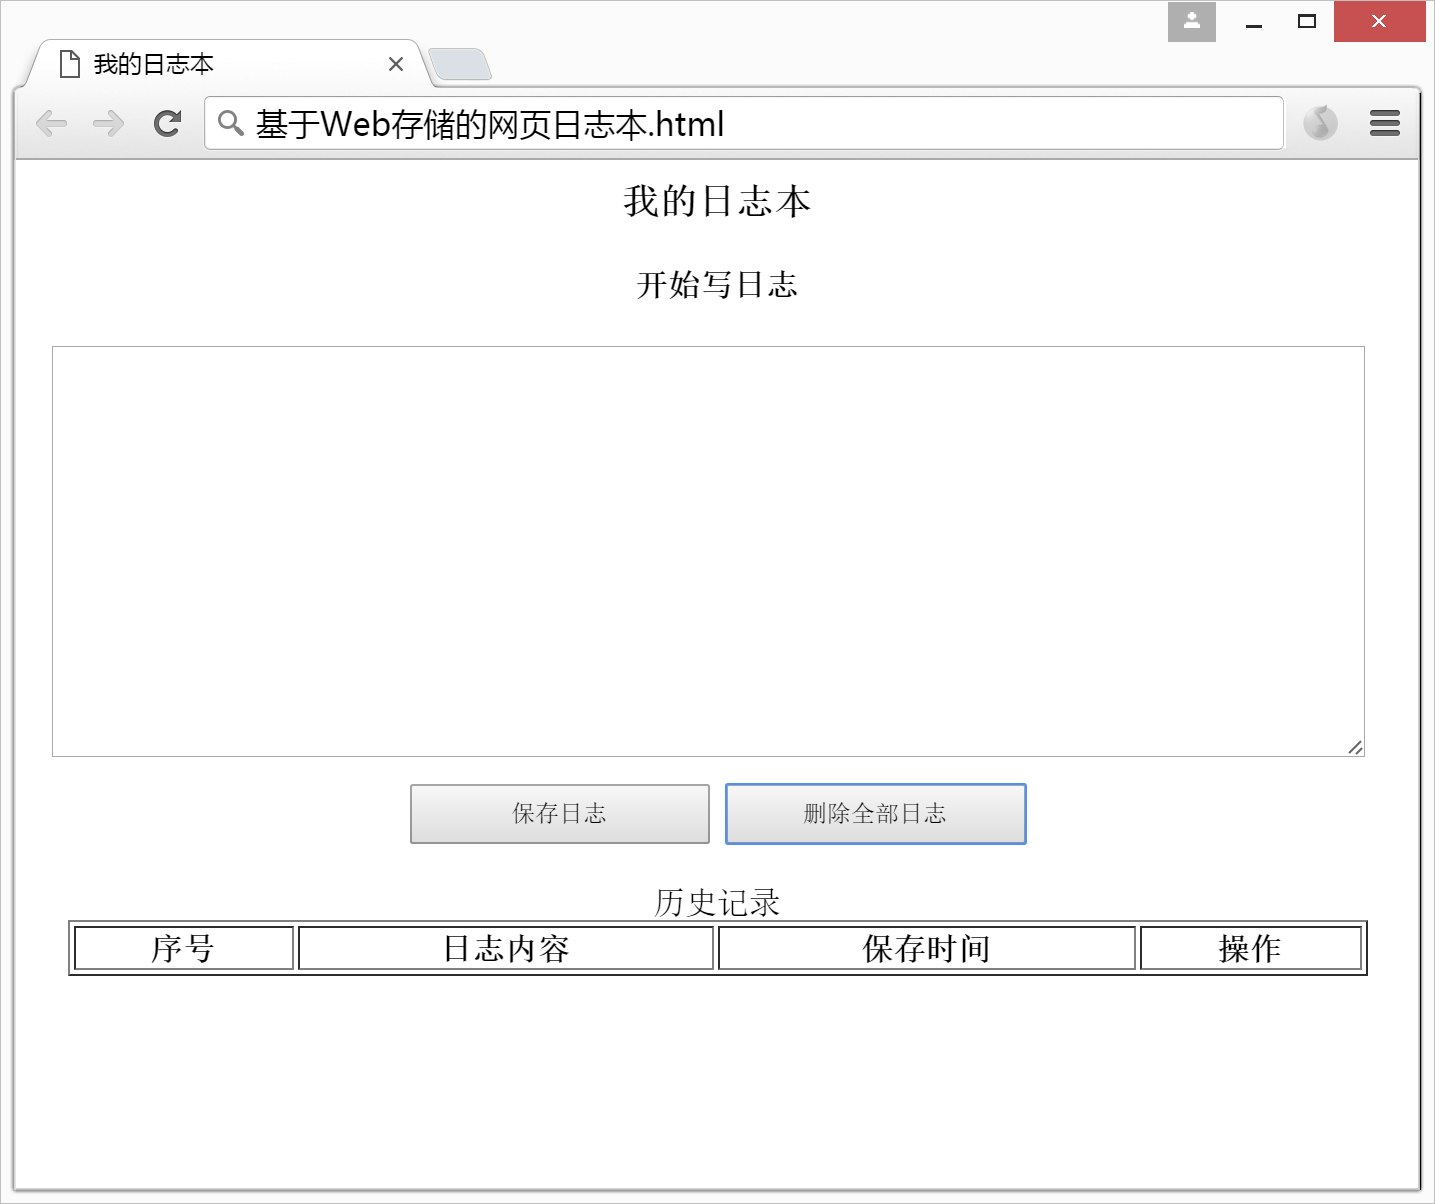 我的日志本
基于Web存储的网页日志本.html
我的日志本
开始写日志
保存日志 删除全部日志
历史记录
序号 日志内容 保存时间 操作